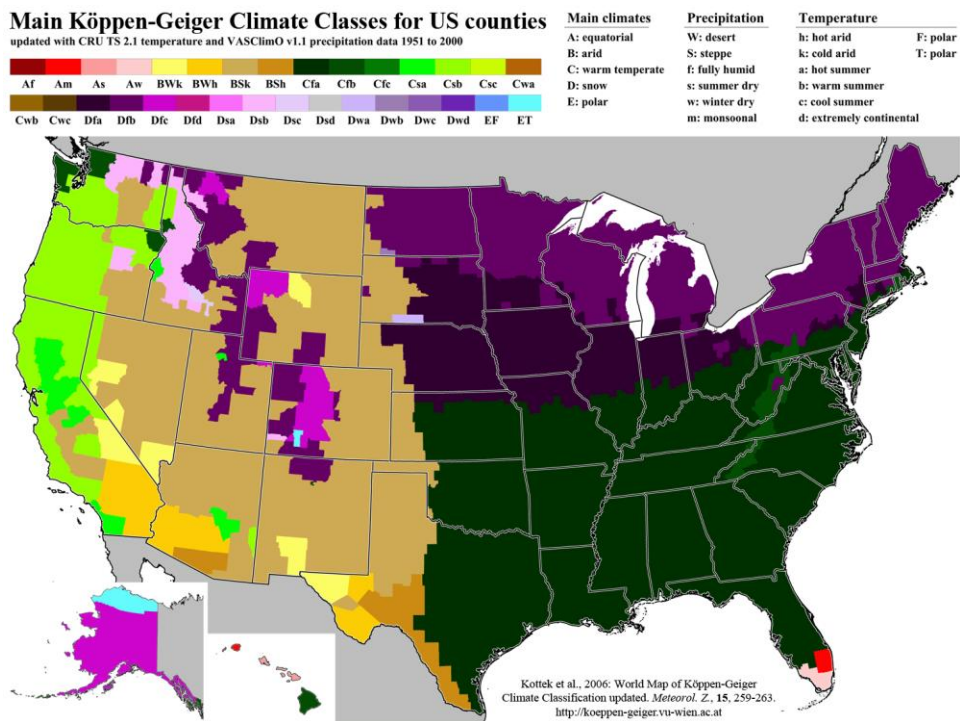 Main Köppen-Geiger Climate Classes for US counties
updated with CRU TS 2.1 temperature and VASClimO v1.1 precipitation data 1951 to 2000
Af Am As Aw BWk BWh BSk BSh Cfa Cfb Cfc Csa Csb Csc Cwa
Cwb Cwc Dfa Dfb Dfc Dfd Dsa Dsb Dsc Dsd Dwa Dwb Dwc Dwd EF ET
Main climates
A: equatorial
B: arid
C: warm temperate
D: snow
E: polar
Precipitation
W: desert
S: steppe
f: fully humid
s: summer dry
w: winter dry
m: monsoonal
Temperature
h: hot arid F: polar
k: cold arid T: polar
a: hot summer
b: warm summer
c: cool summer
d: extremely continental
Kottek et al., 2006: World Map of Köppen-Geiger
Climate Classification updated. Meteorol. Z., 15, 259-263.
http://koeppen-geiger.vu-wien.ac.at